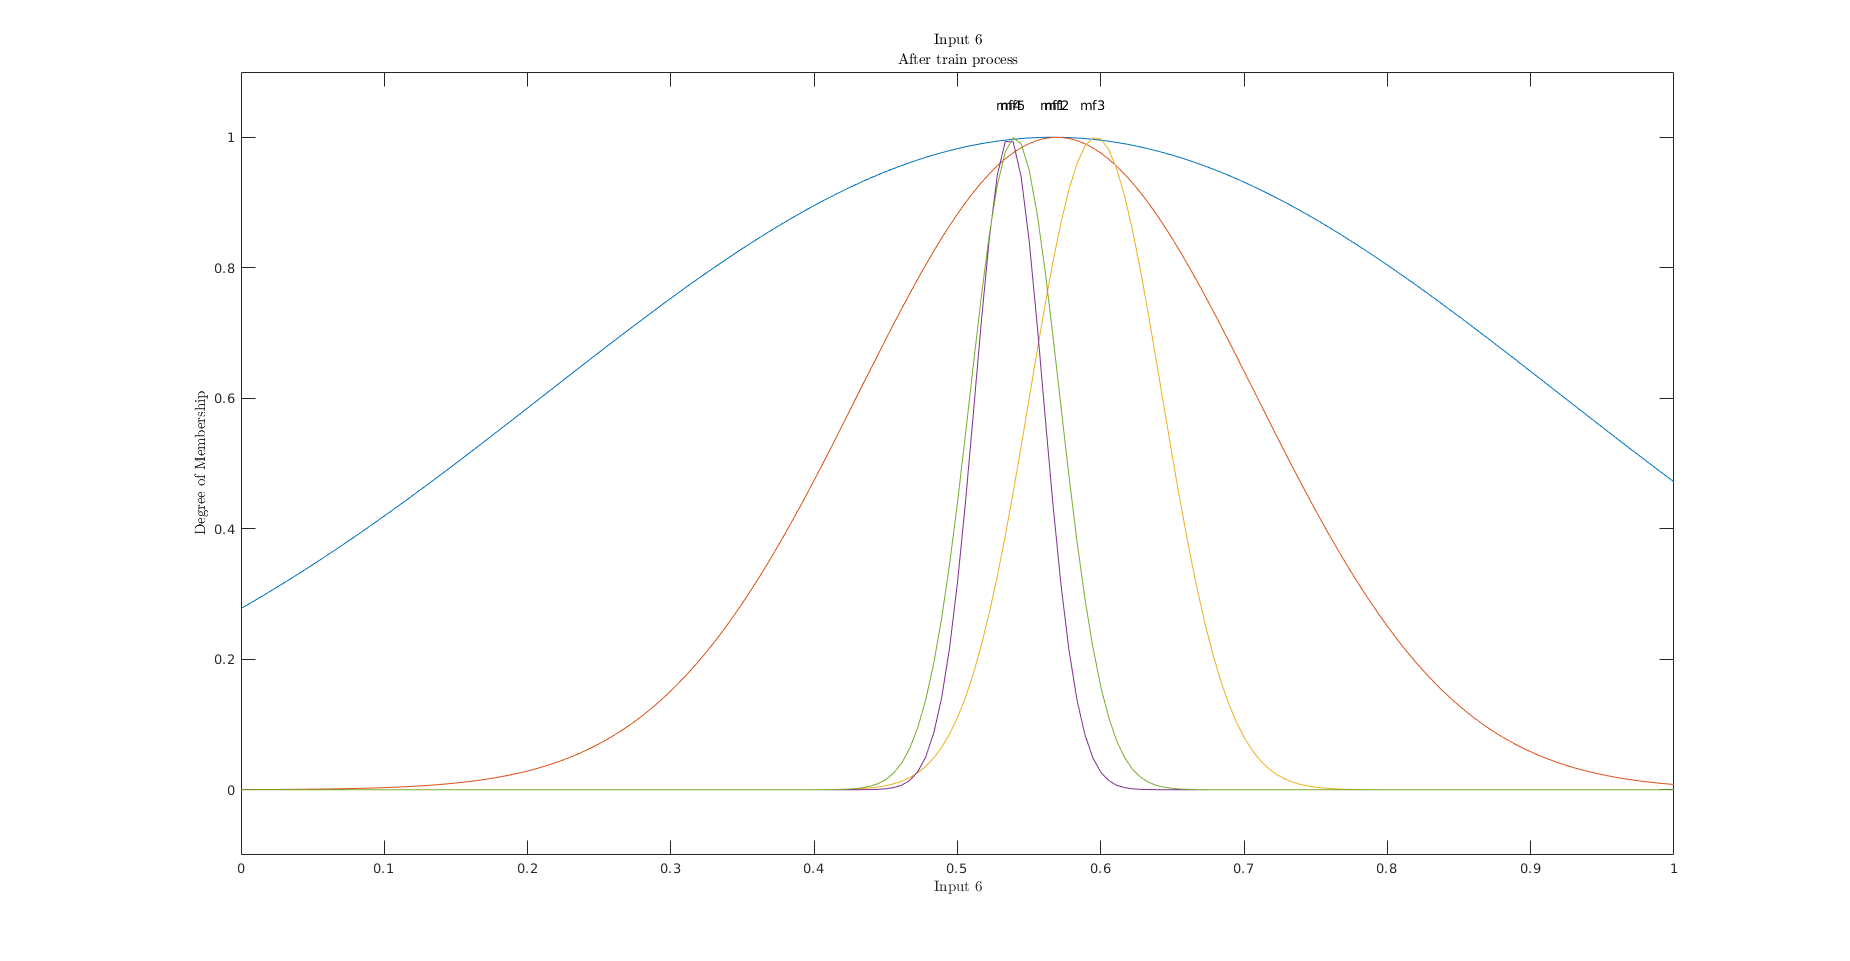 Input 6
After train process
mf4 mf5 mf1 mf2 mf3
1
0.8
0.6
0.4
0.2
0
Degree of Membership
0 0.1 0.2 0.3 0.4 0.5 0.6 0.7 0.8 0.9 1
Input 6